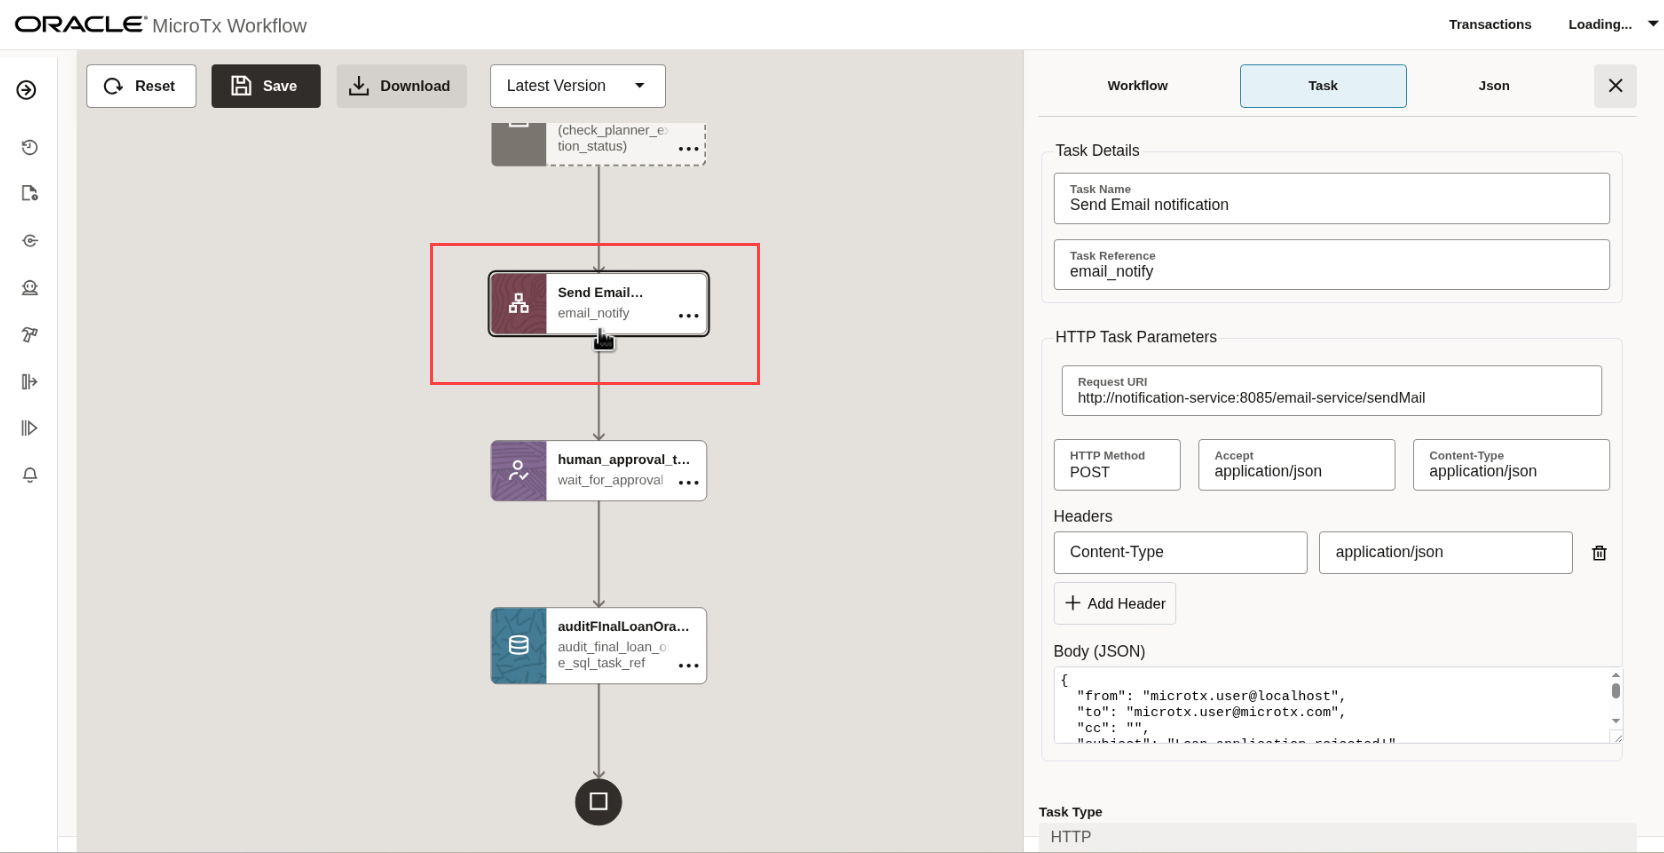 ORACLE MicroTx Workflow
Transactions
Loading...
Reset
Save
Download
Latest Version
(check_planner_e
tion_status)
Send Email...
email_notify
human_approval_t...
wait_for_approval
auditFInalLoanOra...
audit_final_loan_o
e_sql_task_ref
Workflow
Task
Json
Task Details
Task Name
Send Email notification
Task Reference
email_notify
HTTP Task Parameters
Request URI
http://notification-service:8085/email-service/sendMail
HTTP Method
POST
Accept
application/json
Content-Type
application/json
Headers
Content-Type
application/json
Add Header
Body (JSON)
{
"from": "microtx.user@localhost",
"to": "microtx.user@microtx.com",
"cc": "",
"subject": "Loan application rejected!"
Task Type
HTTP